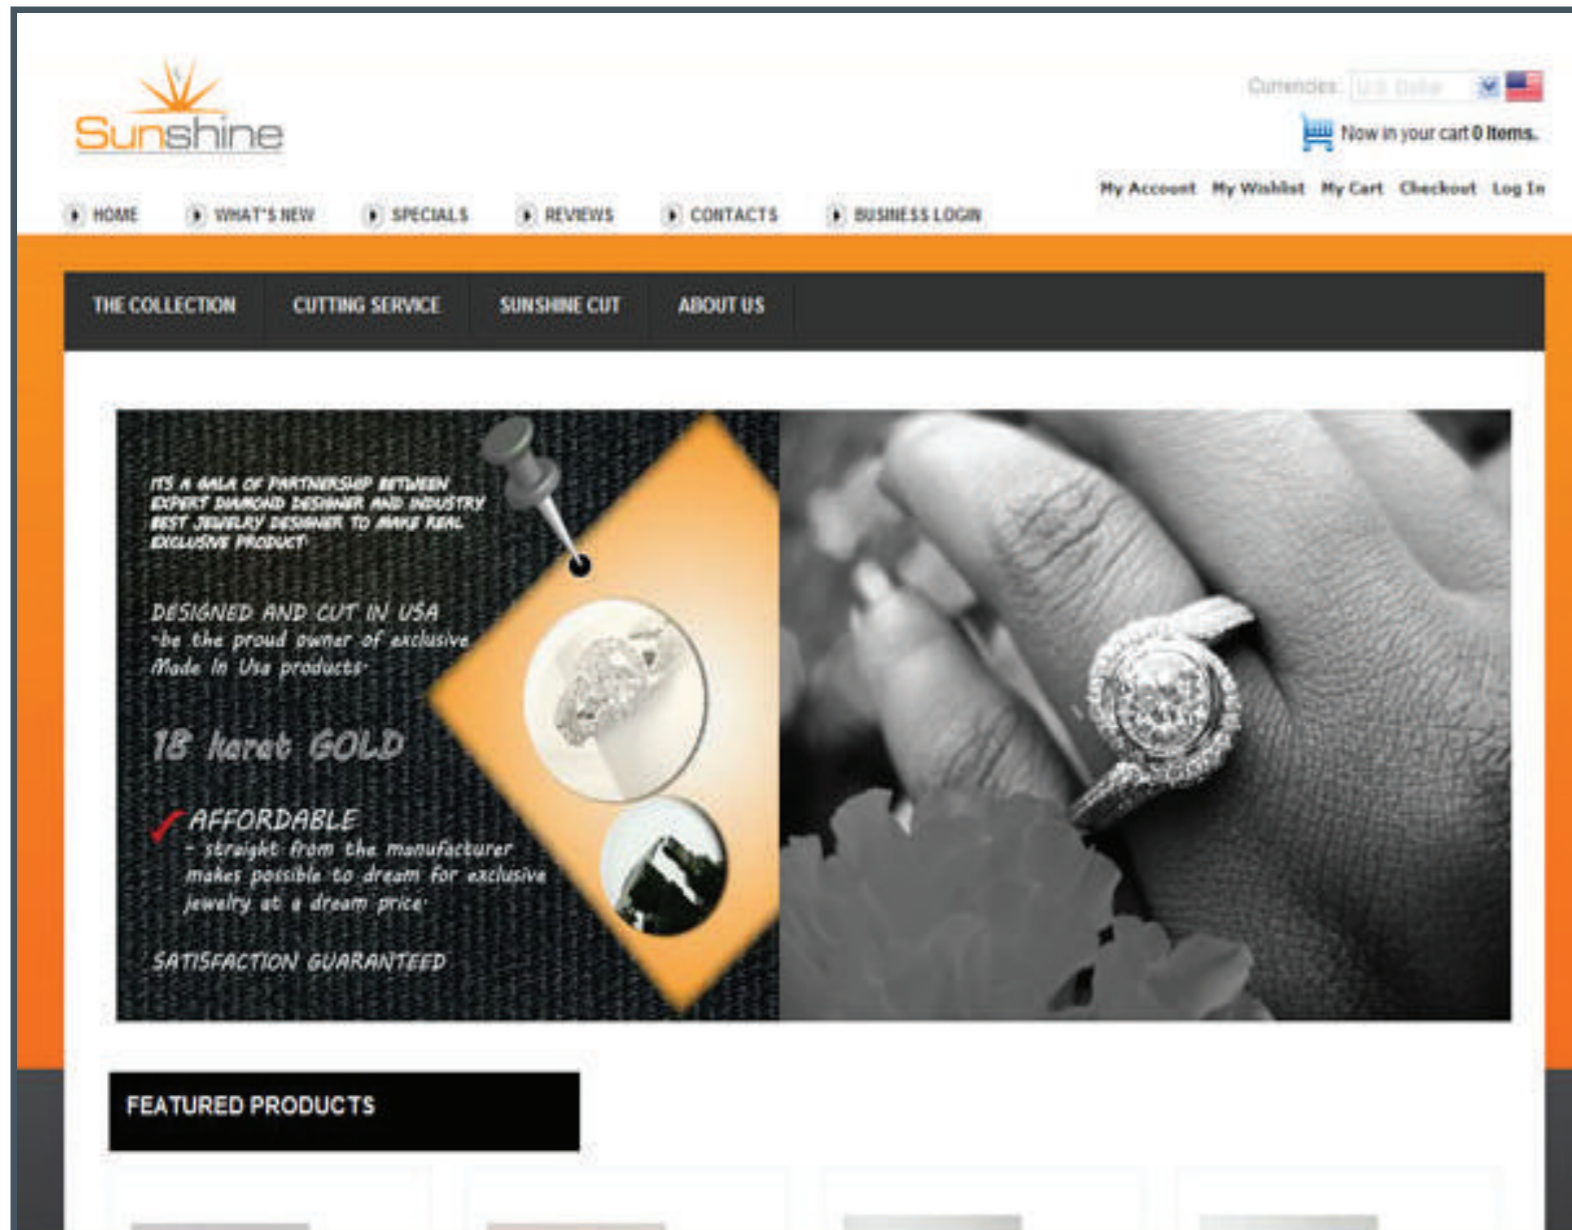 Sunshine
Currencies: U.S. Dollar
Now in your cart 0 Items.
My Account My Wishlist My Cart Checkout Log In
HOME WHAT'S NEW SPECIALS REVIEWS CONTACTS BUSINESS LOGIN
THE COLLECTION CUTTING SERVICE SUNSHINE CUT ABOUT US
ITS A GALA OF PARTNERSHIP BETWEEN
EXPERT DIAMOND DESIGNER AND INDUSTRY
BEST JEWELRY DESIGNER TO MAKE REAL
EXCLUSIVE PRODUCT.
DESIGNED AND CUT IN USA
-be the proud owner of exclusive
Made In Usa products.
18 karat GOLD
AFFORDABLE
- straight from the manufacturer
makes possible to dream for exclusive
jewelry at a dream price.
SATISFACTION GUARANTEED
FEATURED PRODUCTS